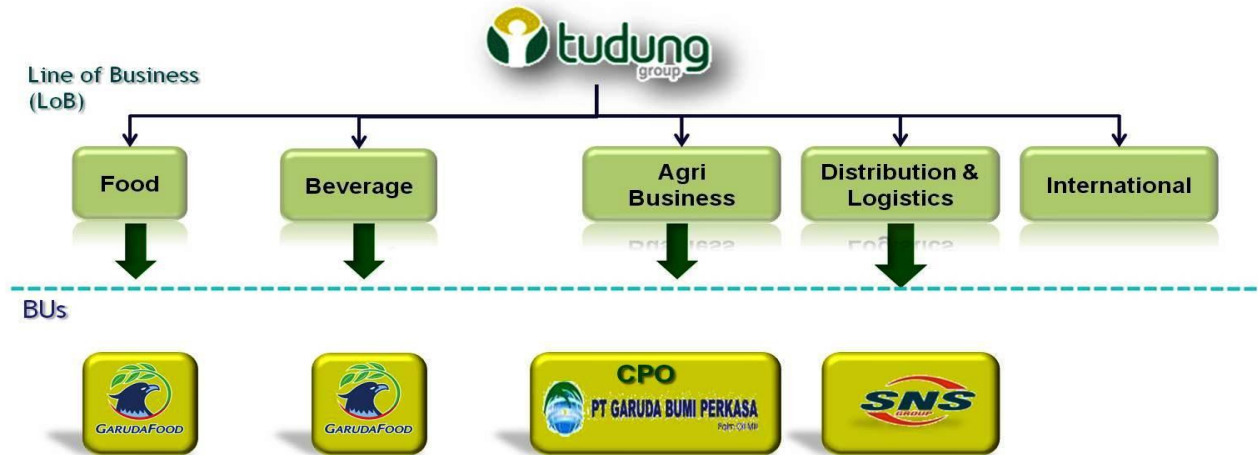 tudung
group
Line of Business
(LoB)
Food
Beverage
Agri
Business
Distribution &
Logistics
International
BUs
GARUDAFOOD
GARUDAFOOD
CPO
PT GARUDA BUMI PERKASA
SNS
GROUP